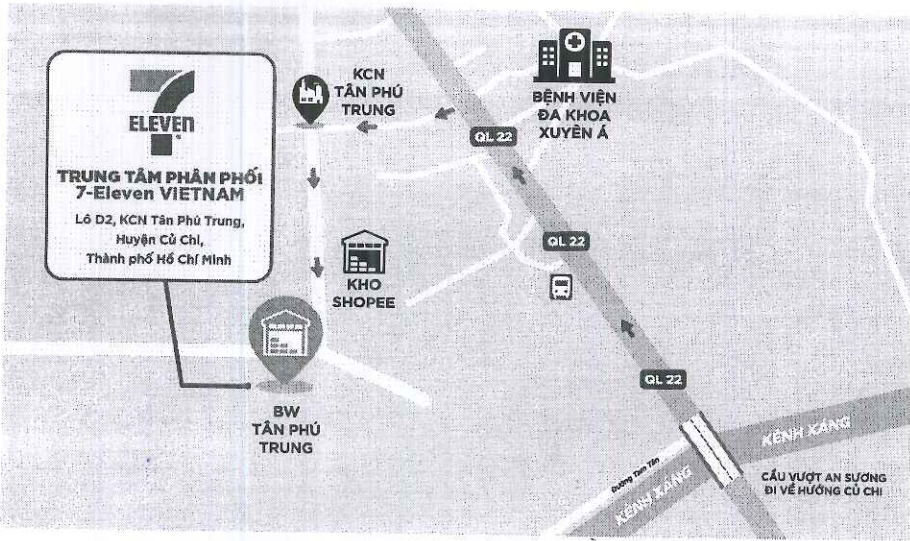 7
ELEVEN
TRUNG TÂM PHÂN PHỐI
7-Eleven VIETNAM
Lô D2, KCN Tân Phú Trung,
Huyện Củ Chi,
Thành phố Hồ Chí Minh
KCN
TÂN PHÚ
TRUNG
BỆNH VIỆN
ĐA KHOA
XUYÊN Á
QL 22
QL 22
KHO
SHOPEE
QL 22
BW
TÂN PHÚ
TRUNG
Đường Tam Tân
KÊNH XÁNG
KÊNH XÁNG
CẦU VƯỢT AN SƯƠNG
ĐI VỀ HƯỚNG CỦ CHI